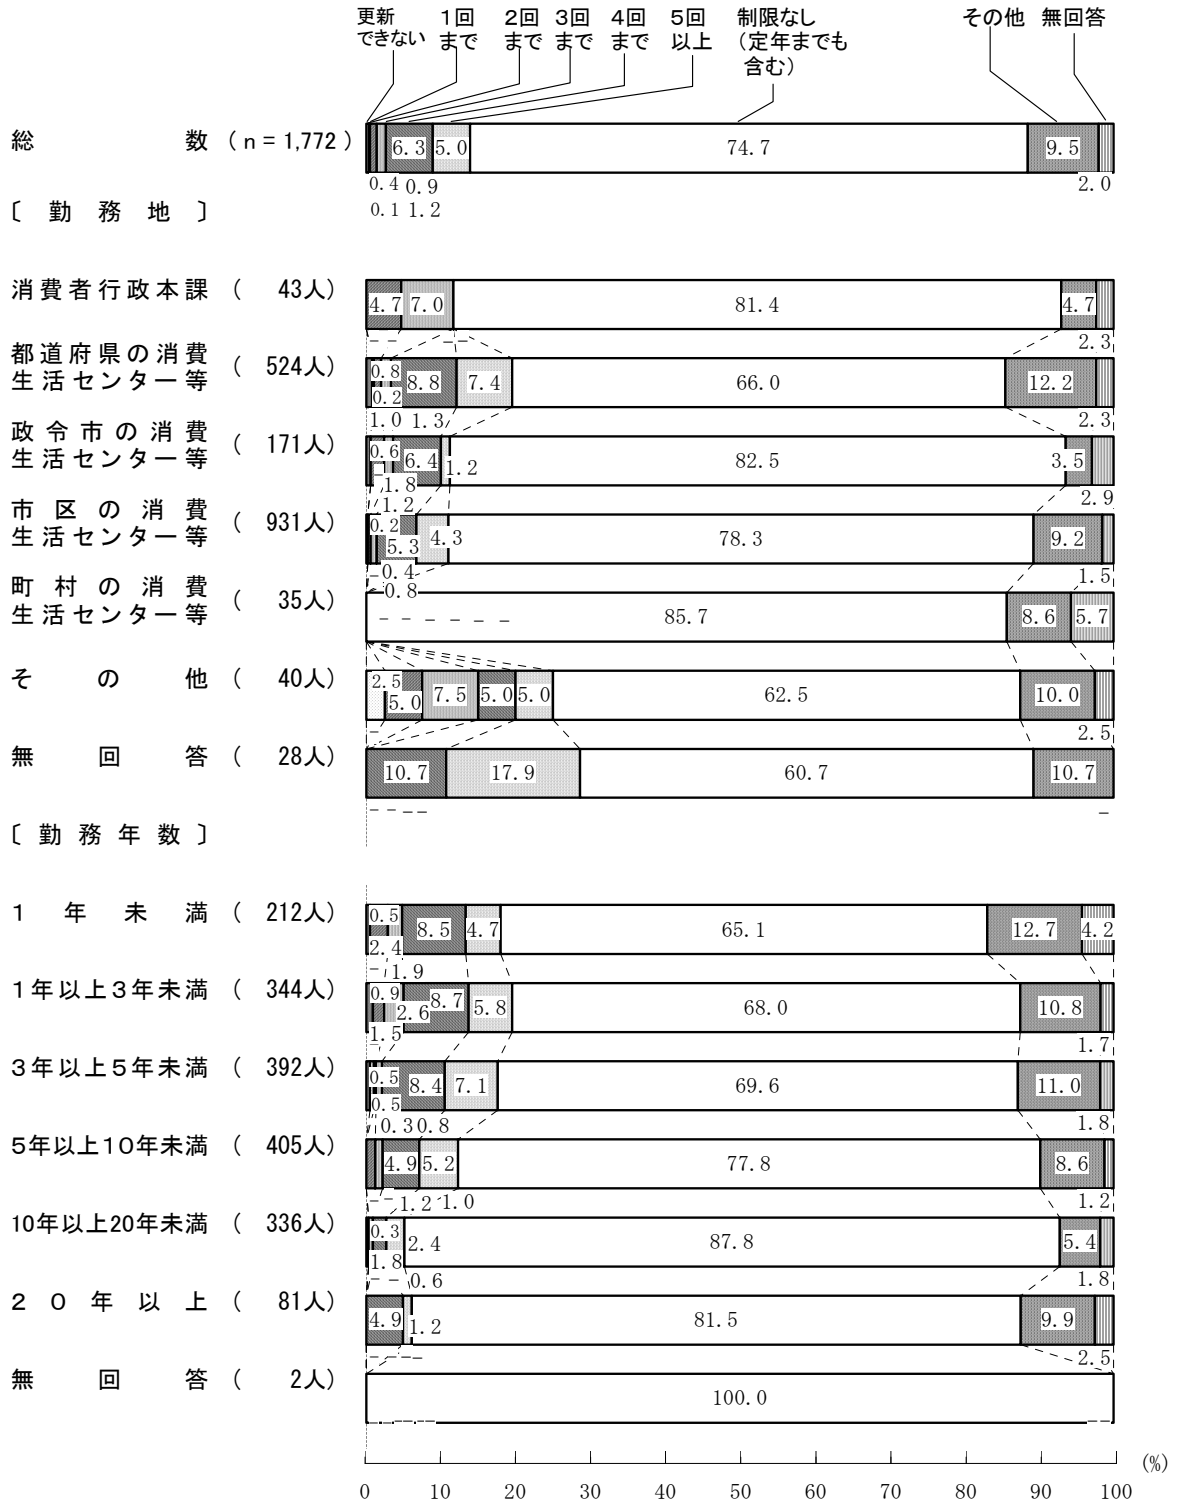 更新
できない
1回
まで
2回
まで
3回
まで
4回
まで
5回
以上
制限なし
(定年までも
含む)
その他
無回答
総数 (n=1,772)
6.3 5.0 74.7 9.5
0.4 0.9 2.0
0.1 1.2
〔勤務地〕
消費者行政本課 ( 43人)
4.7 7.0 81.4 4.7
- - - - 2.3
都道府県の消費
生活センター等 ( 524人)
0.8 8.8 7.4 66.0 12.2
0.2
1.0 1.3 2.3
政令市の消費
生活センター等 ( 171人)
0.6 6.4 1.2 82.5 3.5
- 1.8 2.9
1.2
市区の消費
生活センター等 ( 931人)
0.2 5.3 4.3 78.3 9.2
- 0.4 1.5
0.8
町村の消費
生活センター等 ( 35人)
- - - - - - 85.7 8.6 5.7
その他 ( 40人)
2.5 5.0 7.5 5.0 5.0 62.5 10.0
- 2.5
無回答 ( 28人)
10.7 17.9 60.7 10.7
- - - - -
〔勤務年数〕
1年未満 ( 212人)
0.5 8.5 4.7 65.1 12.7 4.2
2.4
- 1.9
1年以上3年未満 ( 344人)
0.9 2.6 8.7 5.8 68.0 10.8
1.5 1.7
3年以上5年未満 ( 392人)
0.5 8.4 7.1 69.6 11.0
0.5
0.3 0.8 1.8
5年以上10年未満 ( 405人)
4.9 5.2 77.8 8.6
- - 1.2 1.0 1.2
10年以上20年未満 ( 336人)
0.3 2.4 87.8 5.4
1.8
- - 0.6 1.8
20年以上 ( 81人)
4.9 1.2 81.5 9.9
- - - - 2.5
無回答 ( 2人)
100.0
- - - - - - - -
0 10 20 30 40 50 60 70 80 90 100 (%)